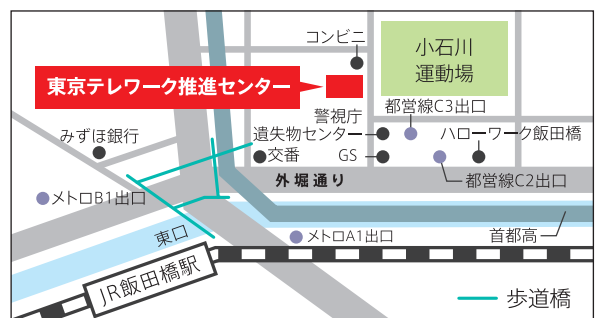 コンビニ
小石川
運動場
東京テレワーク推進センター
警視庁
遺失物センター
都営線C3出口
ハローワーク飯田橋
みずほ銀行
交番
GS
外堀通り
都営線C2出口
メトロB1出口
東口
メトロA1出口
首都高
JR飯田橋駅
歩道橋